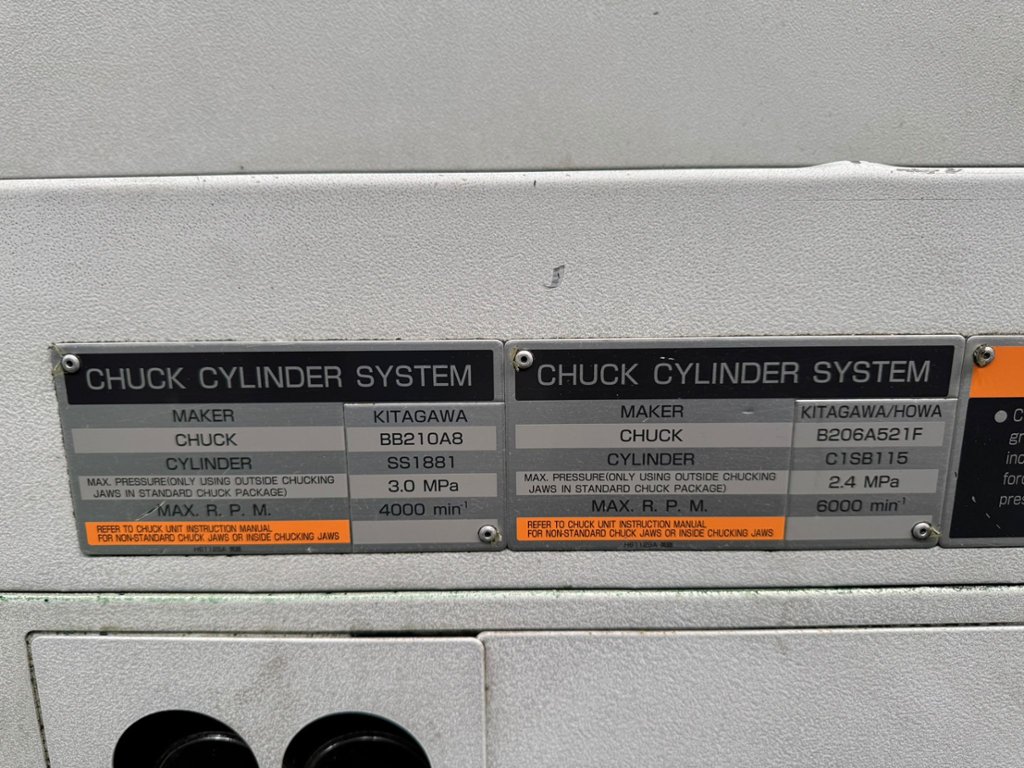 CHUCK CYLINDER SYSTEM
MAKER KITAGAWA
CHUCK BB210A8
CYLINDER SS1881
MAX. PRESSURE(ONLY USING OUTSIDE CHUCKING
JAWS IN STANDARD CHUCK PACKAGE) 3.0 MPa
MAX. R. P. M. 4000 min⁻¹
REFER TO CHUCK UNIT INSTRUCTION MANUAL
FOR NON-STANDARD CHUCK JAWS OR INSIDE CHUCKING JAWS
CHUCK CYLINDER SYSTEM
MAKER KITAGAWA/HOWA
CHUCK B206A521F
CYLINDER C1SB115
MAX. PRESSURE(ONLY USING OUTSIDE CHUCKING
JAWS IN STANDARD CHUCK PACKAGE) 2.4 MPa
MAX. R. P. M. 6000 min⁻¹
REFER TO CHUCK UNIT INSTRUCTION MANUAL
FOR NON-STANDARD CHUCK JAWS OR INSIDE CHUCKING JAWS